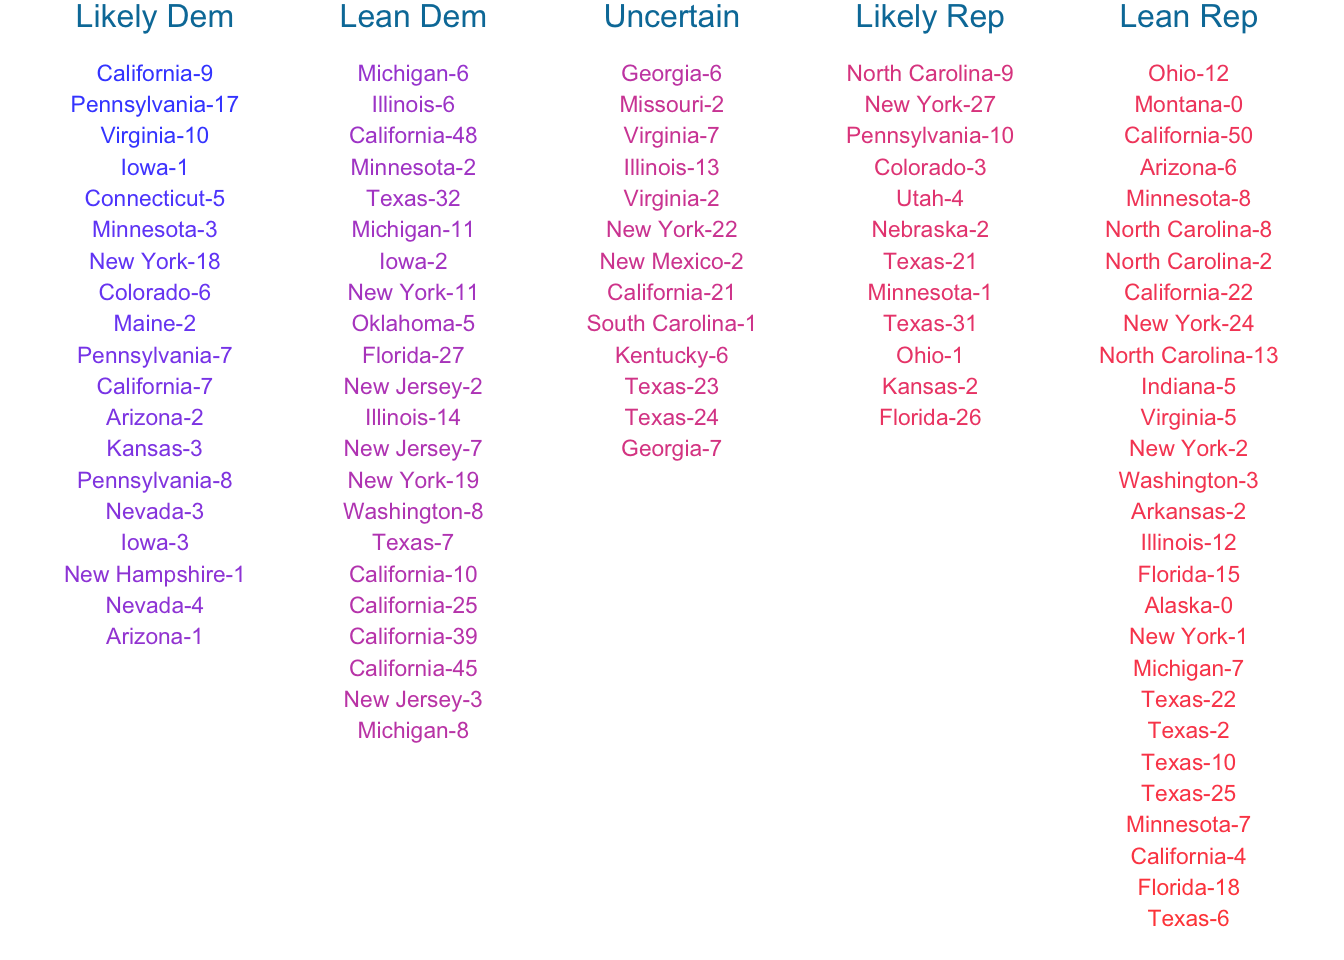 Likely Dem
California-9
Pennsylvania-17
Virginia-10
Iowa-1
Connecticut-5
Minnesota-3
New York-18
Colorado-6
Maine-2
Pennsylvania-7
California-7
Arizona-2
Kansas-3
Pennsylvania-8
Nevada-3
Iowa-3
New Hampshire-1
Nevada-4
Arizona-1
Lean Dem
Michigan-6
Illinois-6
California-48
Minnesota-2
Texas-32
Michigan-11
Iowa-2
New York-11
Oklahoma-5
Florida-27
New Jersey-2
Illinois-14
New Jersey-7
New York-19
Washington-8
Texas-7
California-10
California-25
California-39
California-45
New Jersey-3
Michigan-8
Uncertain
Georgia-6
Missouri-2
Virginia-7
Illinois-13
Virginia-2
New York-22
New Mexico-2
California-21
South Carolina-1
Kentucky-6
Texas-23
Texas-24
Georgia-7
Likely Rep
North Carolina-9
New York-27
Pennsylvania-10
Colorado-3
Utah-4
Nebraska-2
Texas-21
Minnesota-1
Texas-31
Ohio-1
Kansas-2
Florida-26
Lean Rep
Ohio-12
Montana-0
California-50
Arizona-6
Minnesota-8
North Carolina-8
North Carolina-2
California-22
New York-24
North Carolina-13
Indiana-5
Virginia-5
New York-2
Washington-3
Arkansas-2
Illinois-12
Florida-15
Alaska-0
New York-1
Michigan-7
Texas-22
Texas-2
Texas-10
Texas-25
Minnesota-7
California-4
Florida-18
Texas-6